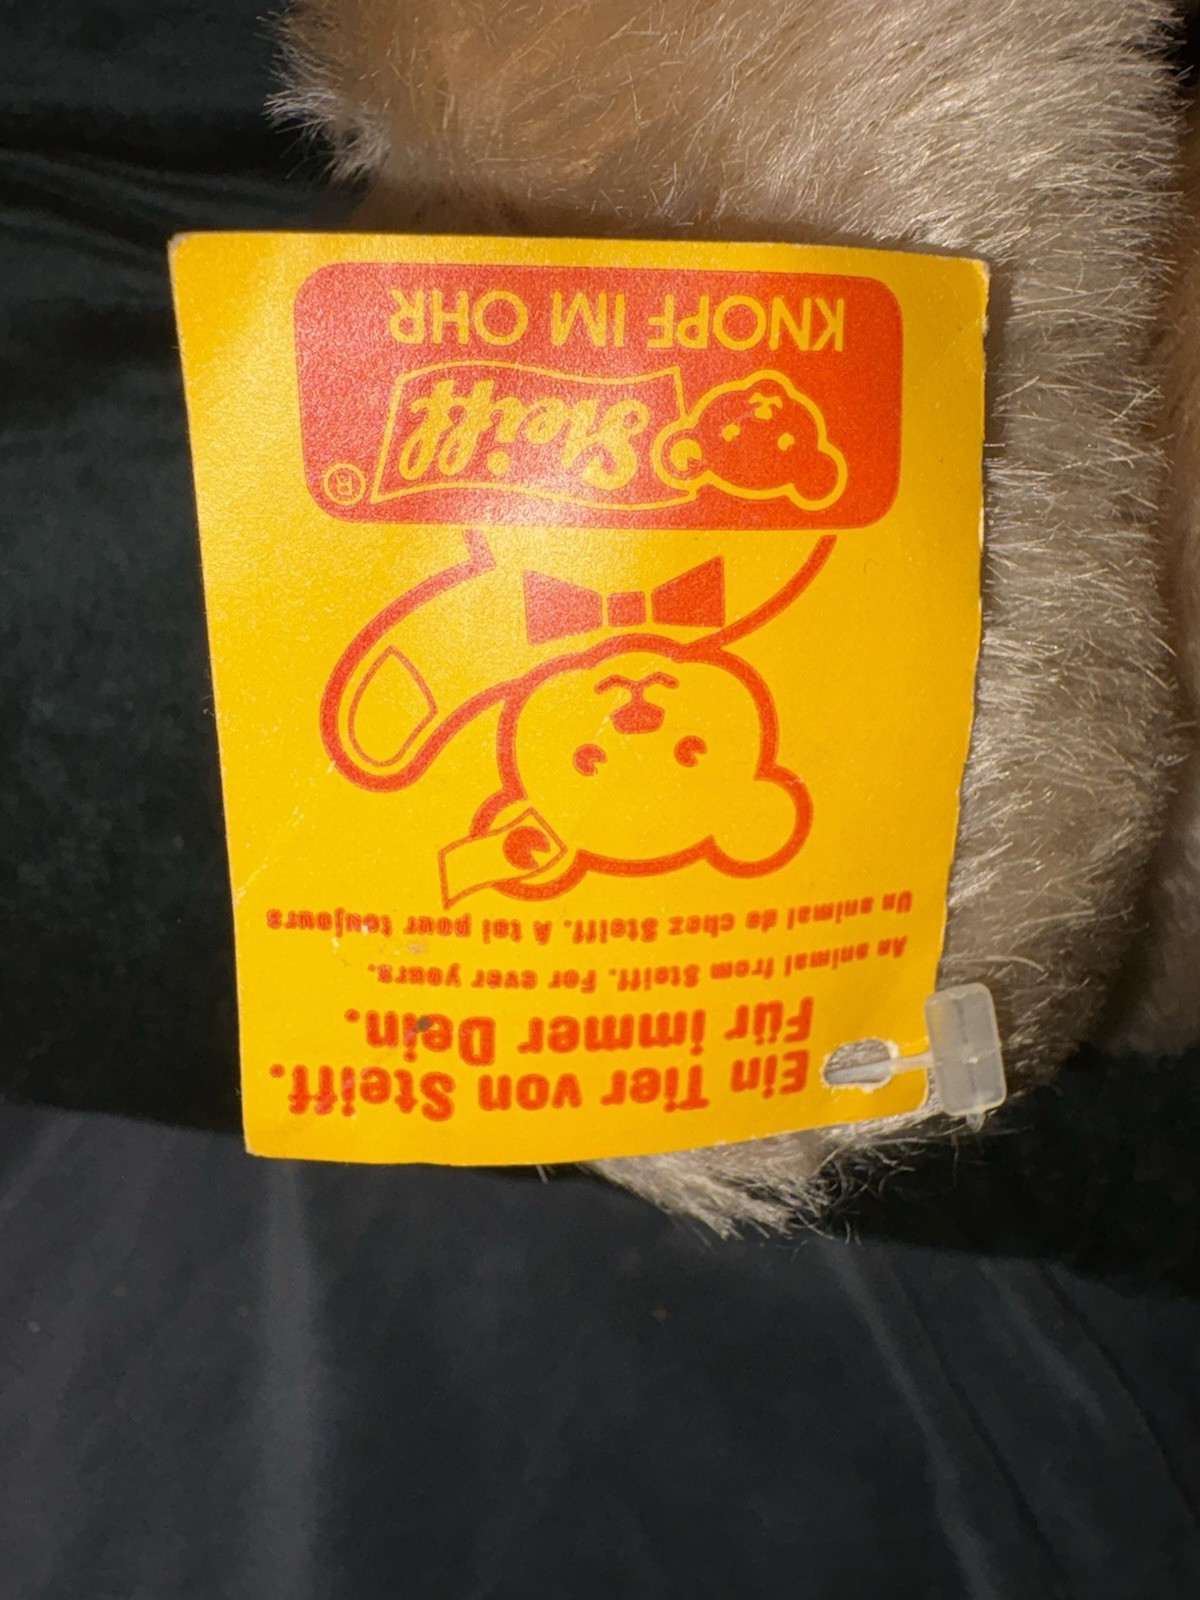 Ein Tier von Steiff.
Für immer Dein.
An animal from Steiff. For ever yours.
Un animal de chez Steiff. A toi pour toujours
Steiff ®
KNOPF IM OHR